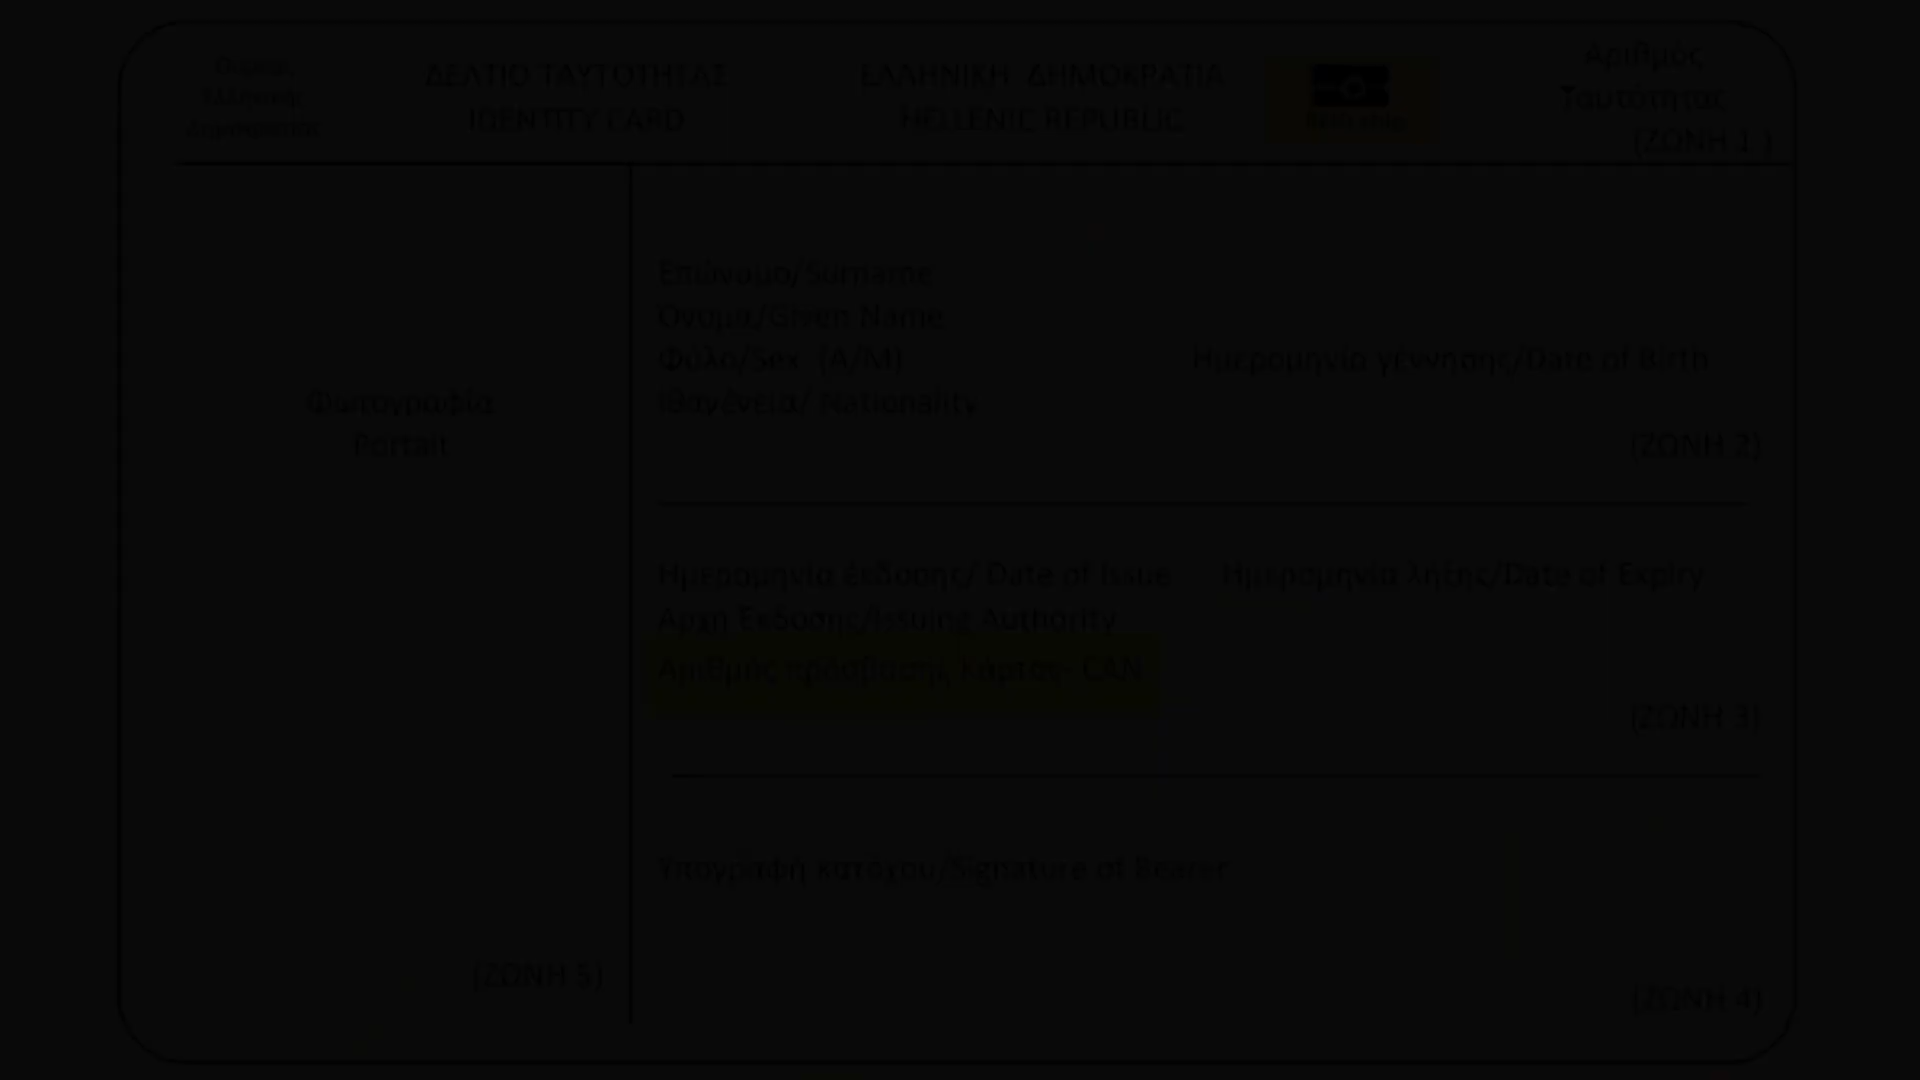 ΔΕΛΤΙΟ ΤΑΥΤΟΤΗΤΑΣ
IDENTITY CARD
ΕΛΛΗΝΙΚΗ ΔΗΜΟΚΡΑΤΙΑ
HELLENIC REPUBLIC
Αριθμός
Ταυτότητας
(ΖΩΝΗ 1 )
Επώνυμο/Surname
Όνομα/Given Name
Φύλο/Sex (Α/Μ) Ημερομηνία γέννησης/Date of Birth
Ιθαγένεια/ Nationality
(ΖΩΝΗ 2)
Φωτογραφία
Portait
Ημερομηνία έκδοσης/ Date of Issue Ημερομηνία λήξης/Date of Expiry
Αρχή Έκδοσης/Issuing Authority
Αριθμός πρόσβασης Κάρτας- CAN
(ΖΩΝΗ 3)
Υπογραφή κατόχου/Signature of Bearer
(ΖΩΝΗ 5)
(ΖΩΝΗ 4)